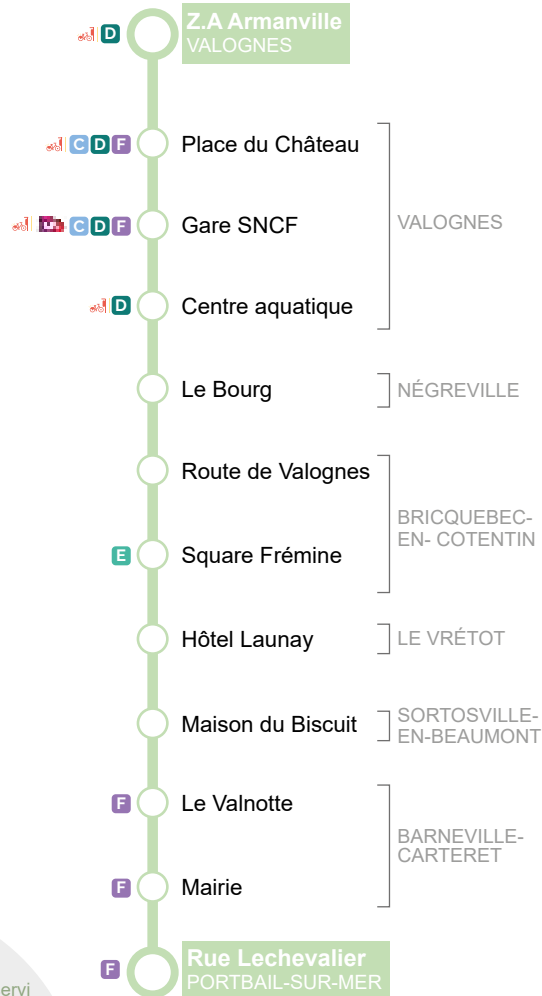 D
Z.A Armanville
VALOGNES
C D F
Place du Château
C D F
Gare SNCF
VALOGNES
D
Centre aquatique
Le Bourg
NÉGREVILLE
Route de Valognes
BRICQUEBEC-
EN- COTENTIN
E
Square Frémine
Hôtel Launay
LE VRÉTOT
Maison du Biscuit
SORTOSVILLE-
EN-BEAUMONT
F
Le Valnotte
BARNEVILLE-
CARTERET
F
Mairie
F
Rue Lechevalier
PORTBAIL-SUR-MER
ervi